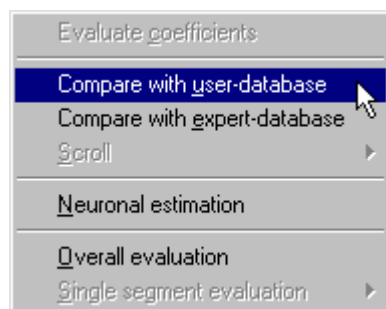 Evaluate coefficients
Compare with user-database
Compare with expert-database
Scroll
Neuronal estimation
Overall evaluation
Single segment evaluation